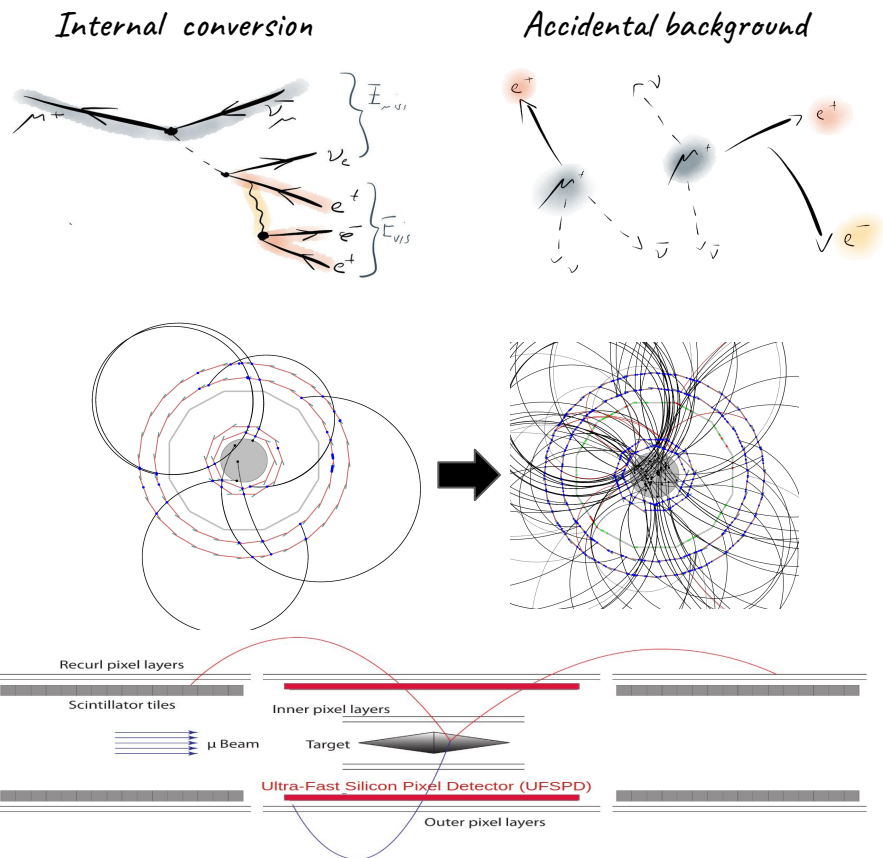 Internal conversion
Accidental background
μ+
ν̄μ
E miss
νe
e+
e-
e+
Evis
e+
ν
μ+
ν
ν̄
μ+
ν̄
e+
e-
Recurl pixel layers
Scintillator tiles
Inner pixel layers
μ Beam
Target
Ultra-Fast Silicon Pixel Detector (UFSPD)
Outer pixel layers